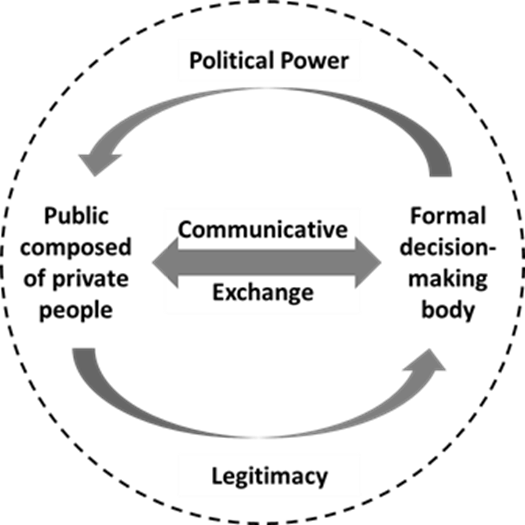 Political Power
Public
composed
of private
people
Communicative
Exchange
Formal
decision-
making
body
Legitimacy